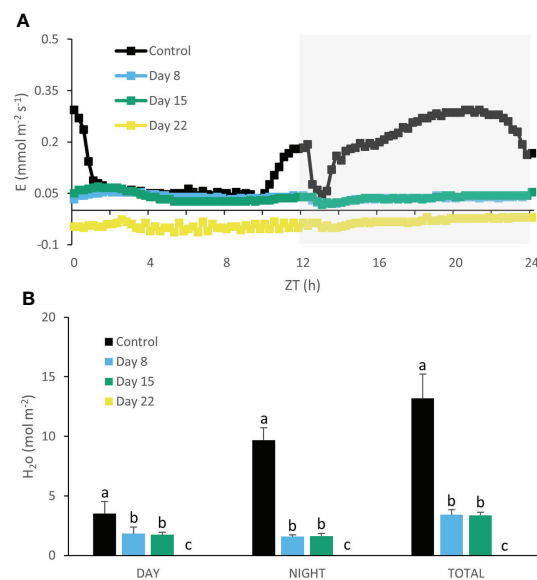 A
0.5
0.35
0.2
0.05
-0.1
E (mmol m⁻² s⁻¹)
Control
Day 8
Day 15
Day 22
0
4
8
12
16
20
24
ZT (h)
B
20
15
10
5
0
H₂o (mol m⁻²)
Control
Day 8
Day 15
Day 22
a
b
b
c
a
b
b
c
a
b
b
c
DAY
NIGHT
TOTAL